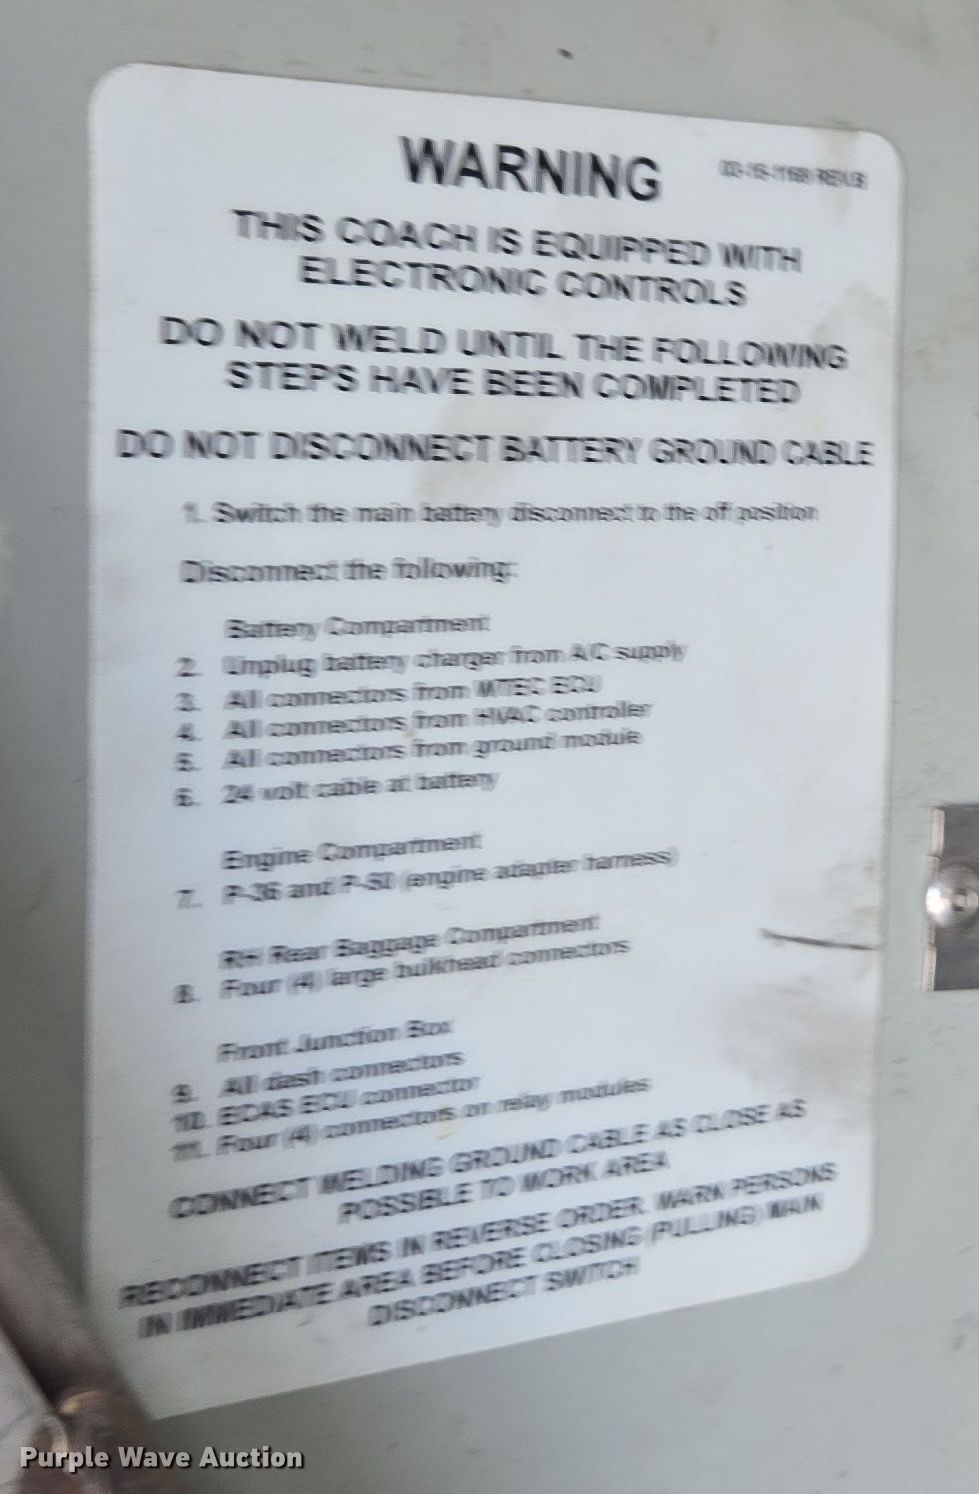 WARNING
THIS COACH IS EQUIPPED WITH
ELECTRONIC CONTROLS
DO NOT WELD UNTIL THE FOLLOWING
STEPS HAVE BEEN COMPLETED
DO NOT DISCONNECT BATTERY GROUND CABLE
1. Switch the main battery disconnect to the off position
Disconnect the following:
Battery Compartment
2. Unplug battery charger from A/C supply
3. All connectors from MTEC ECU
4. All connectors from HVAC controller
5. All connectors from ground module
6. 24 volt cable at battery
Engine Compartment
7. P-36 and P-50 (engine adapter harness)
RH Rear Baggage Compartment
8. Four (4) large bulkhead connectors
Front Junction Box
9. All dash connectors
10. ECAS ECU connector
11. Four (4) connectors on relay modules
CONNECT WELDING GROUND CABLE AS CLOSE AS
POSSIBLE TO WORK AREA
RECONNECT ITEMS IN REVERSE ORDER. WARN PERSONS
IN IMMEDIATE AREA BEFORE CLOSING (PULLING) MAIN
DISCONNECT SWITCH
Purple Wave Auction